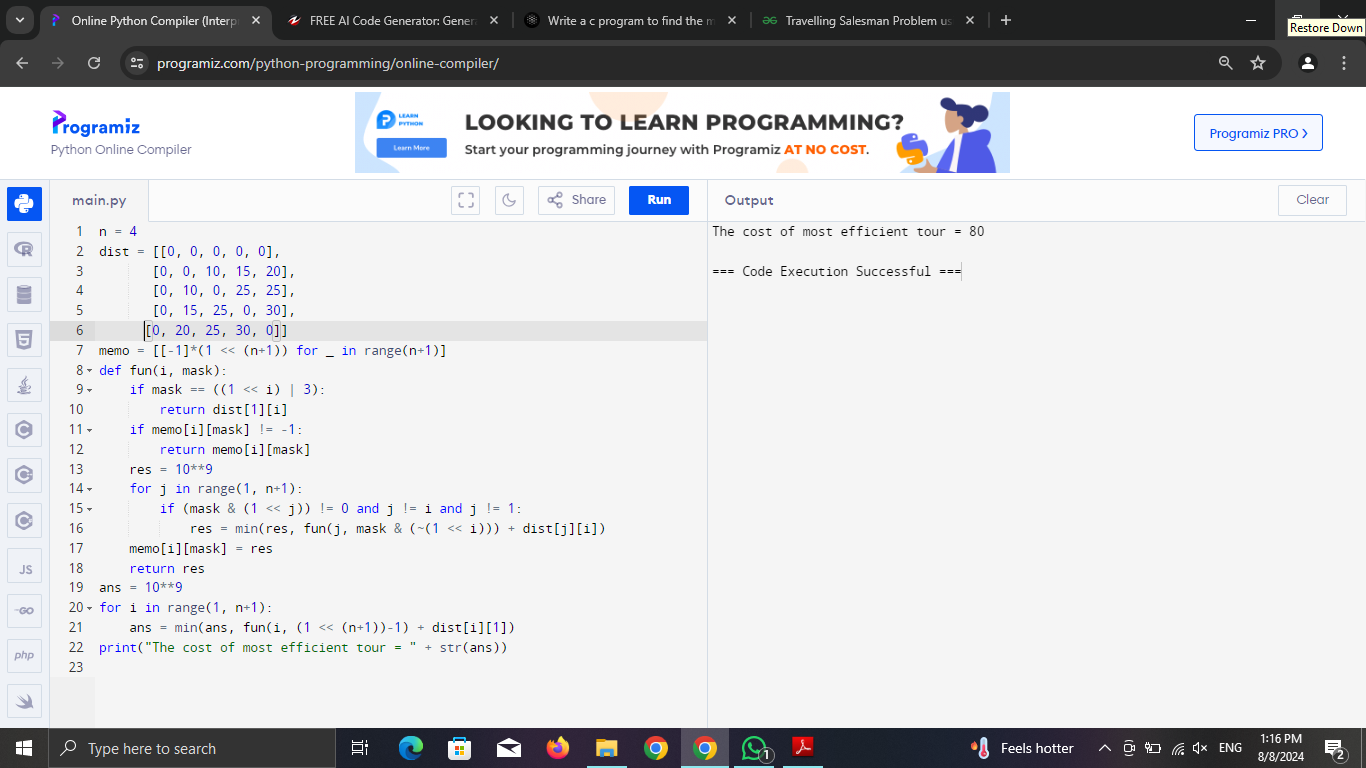 Online Python Compiler (Interp
FREE AI Code Generator: Gener
Write a c program to find the m
Travelling Salesman Problem us
Restore Down
programiz.com/python-programming/online-compiler/
Programiz
Python Online Compiler
LEARN
PYTHON
Learn More
LOOKING TO LEARN PROGRAMMING?
Start your programming journey with Programiz AT NO COST.
Programiz PRO
main.py
Share
Run
Output
Clear
1 n = 4
2 dist = [[0, 0, 0, 0, 0],
3        [0, 0, 10, 15, 20],
4        [0, 10, 0, 25, 25],
5        [0, 15, 25, 0, 30],
6       [0, 20, 25, 30, 0]]
7 memo = [[-1]*(1 << (n+1)) for _ in range(n+1)]
8 def fun(i, mask):
9     if mask == ((1 << i) | 3):
10         return dist[1][i]
11     if memo[i][mask] != -1:
12         return memo[i][mask]
13     res = 10**9
14     for j in range(1, n+1):
15         if (mask & (1 << j)) != 0 and j != i and j != 1:
16             res = min(res, fun(j, mask & (~(1 << i))) + dist[j][i])
17     memo[i][mask] = res
18     return res
19 ans = 10**9
20 for i in range(1, n+1):
21     ans = min(ans, fun(i, (1 << (n+1))-1) + dist[i][1])
22 print("The cost of most efficient tour = " + str(ans))
23
The cost of most efficient tour = 80
=== Code Execution Successful ===
JS
GO
php
Type here to search
1
Feels hotter
ENG
1:16 PM
8/8/2024
2